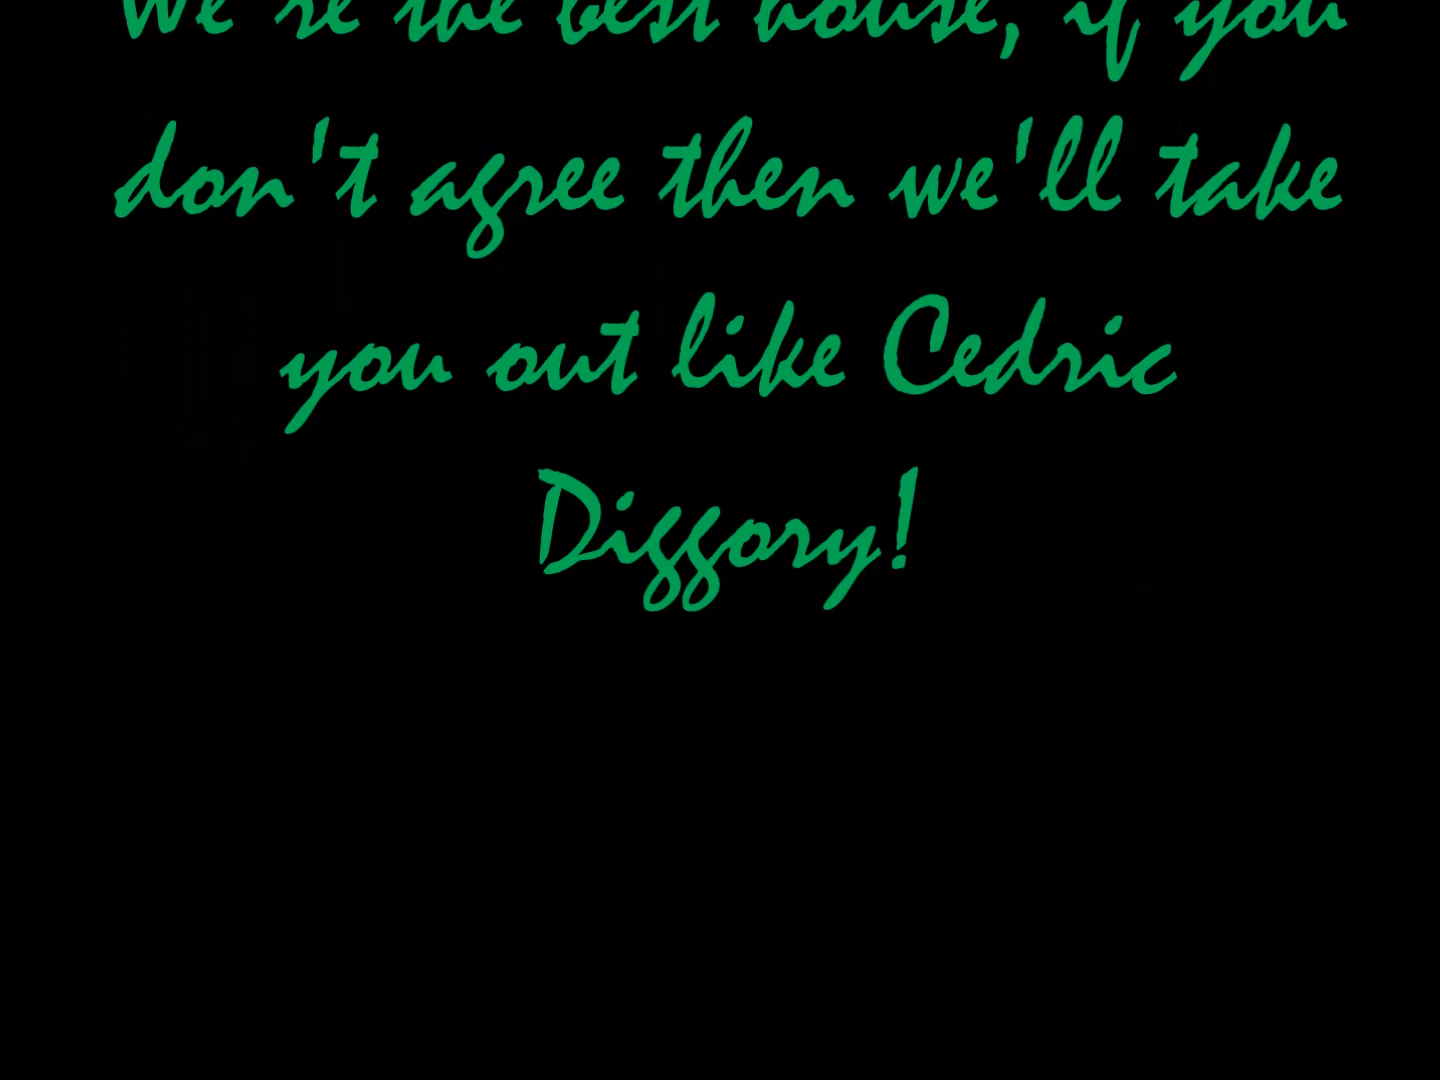 We're the best house, if you
don't agree then we'll take
you out like Cedric
Diggory!